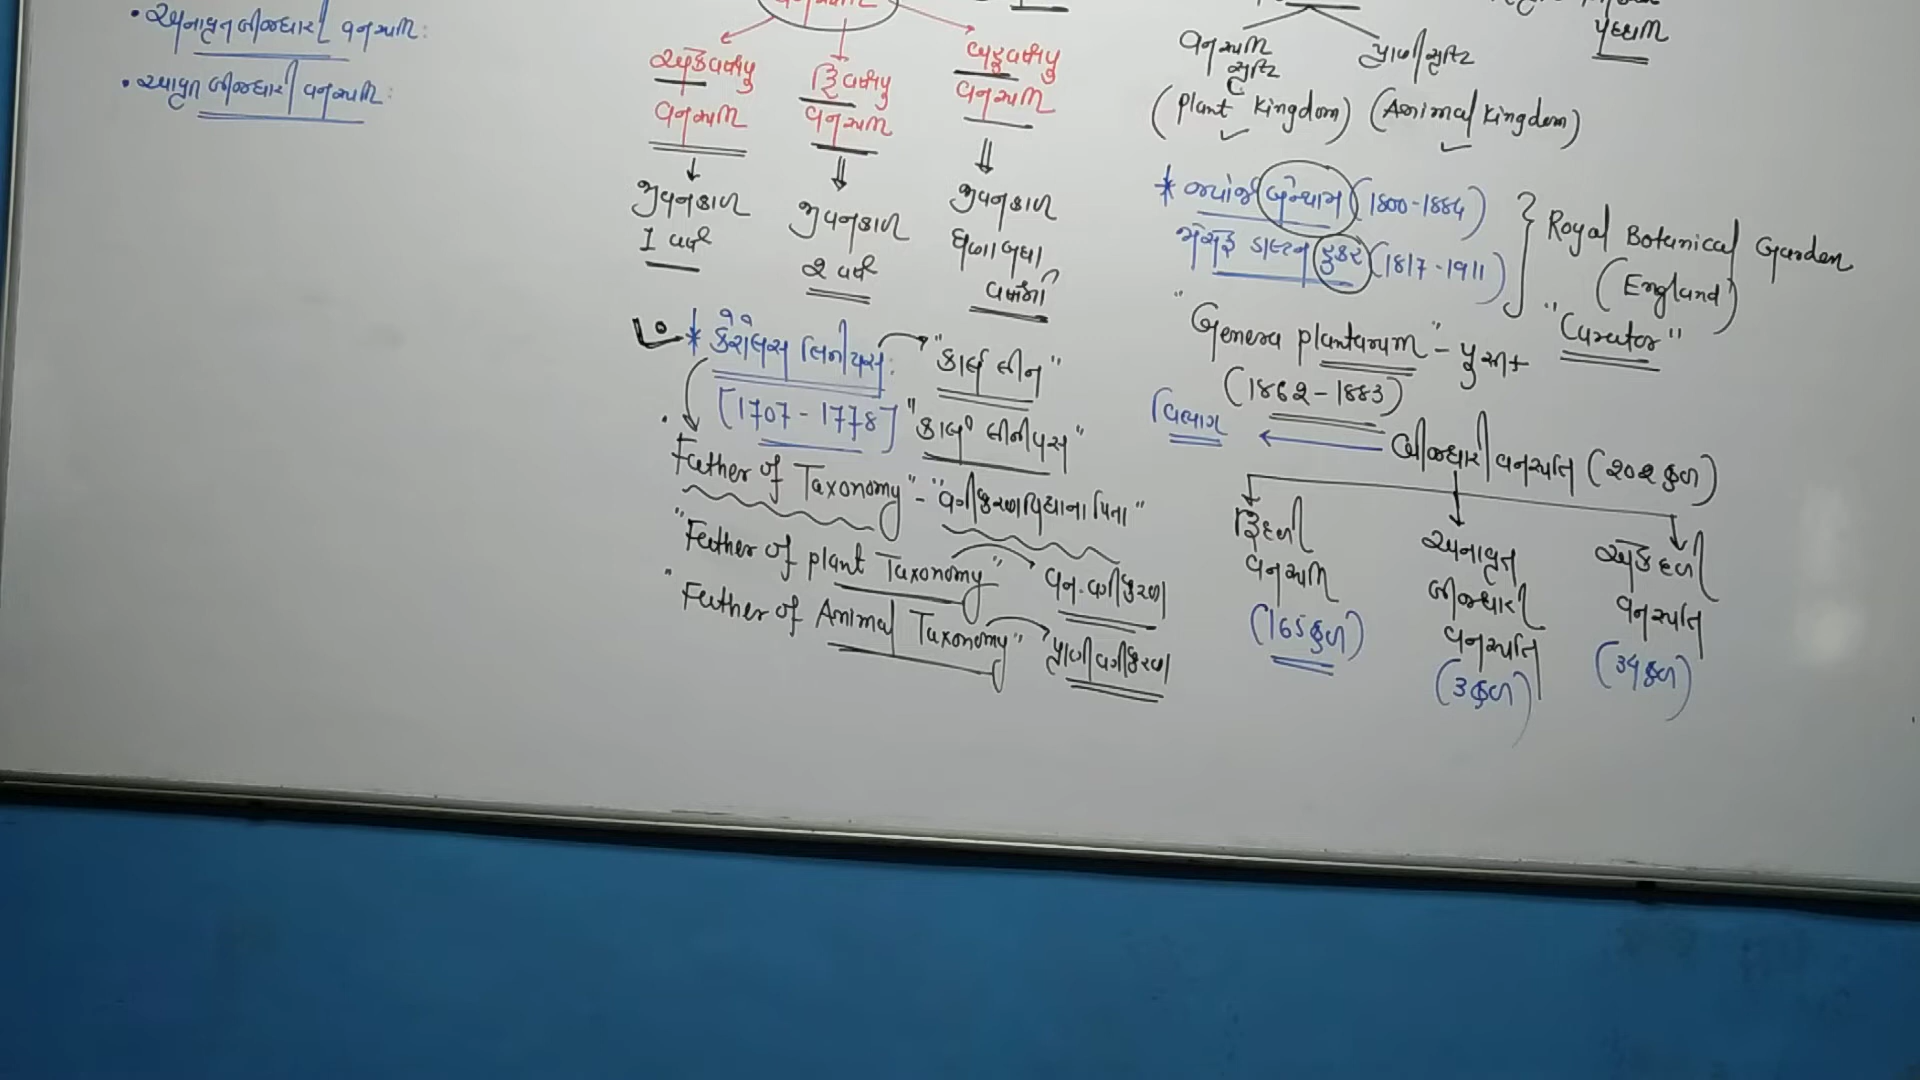 • અનાવૃત બીજધારી વનસ્પતિ:
• આવૃત બીજધારી વનસ્પતિ:
એકવર્ષાયુ
વનસ્પતિ
જીવનકાળ
1 વર્ષ
દ્વિવર્ષાયુ
વનસ્પતિ
જીવનકાળ
૨ વર્ષ
બહુવર્ષાયુ
વનસ્પતિ
જીવનકાળ
ઘણા બધા
વર્ષોનો
* કેરોલસ લિનીયસ: "કાર્લ લીન"
[1707 - 1778] "કાર્લ લીનીયસ"
Father of Taxonomy" - "વર્ગીકરણવિદ્યાના પિતા"
"Father of plant Taxonomy" વન. વર્ગીકરણ
"Father of Animal Taxonomy" પ્રાણી વર્ગીકરણ
પધ્ધતિ
વનસ્પતિ
સૃષ્ટિ
પ્રાણીસૃષ્ટિ
(plant kingdom) (Animal kingdom)
* જ્યોર્જ બેન્થામ (1800-1884)
જોસેફ ડાલ્ટન હુકર (1817-1911)
Royal Botanical Garden
(England)
"Curator"
"Genera plantarum" - પુસ્તક
(1862 - 1883)
વિભાગ
બીજધારી વનસ્પતિ (૨૦૨ કુળ)
દ્વિદળી
વનસ્પતિ
(165 કુળ)
અનાવૃત
બીજધારી
વનસ્પતિ
(3 કુળ)
એકદળી
વનસ્પતિ
(34 કુળ)